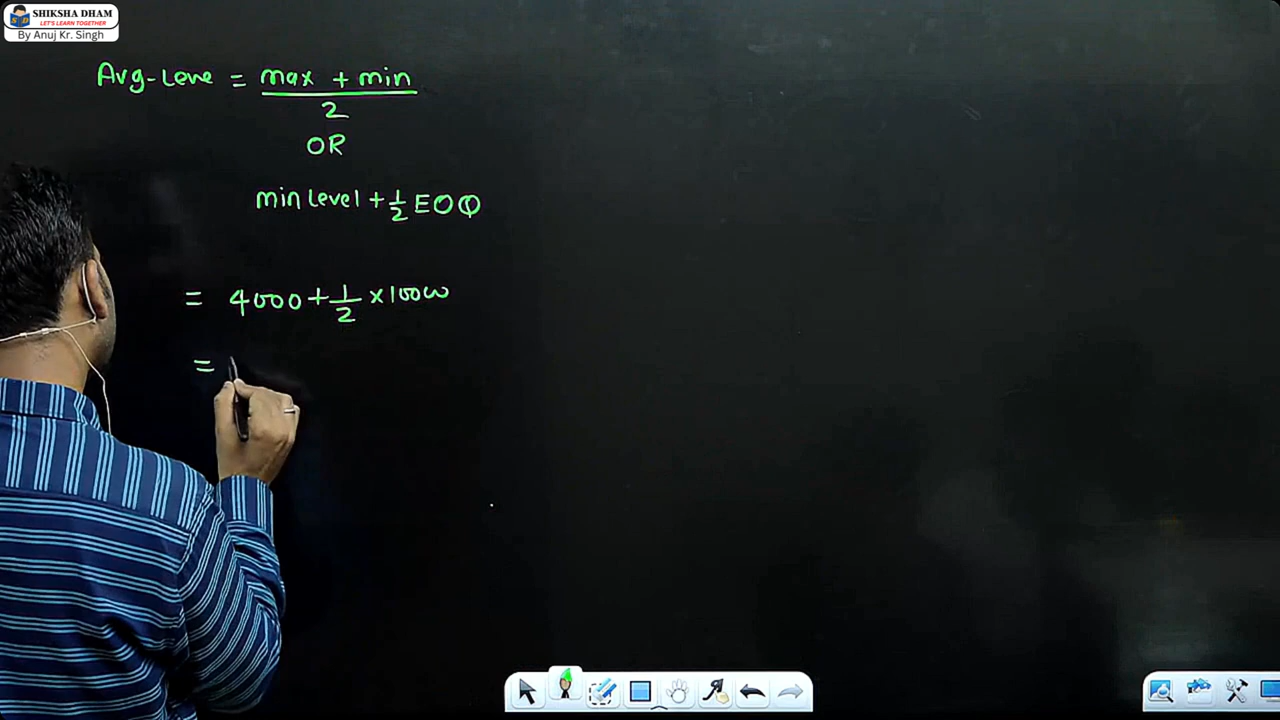 SHIKSHA DHAM
LET'S LEARN TOGETHER
By Anuj Kr. Singh
Avg-Leve = max + min
2
OR
min level + 1/2 EOQ
= 4000 + 1/2 × 10000
=